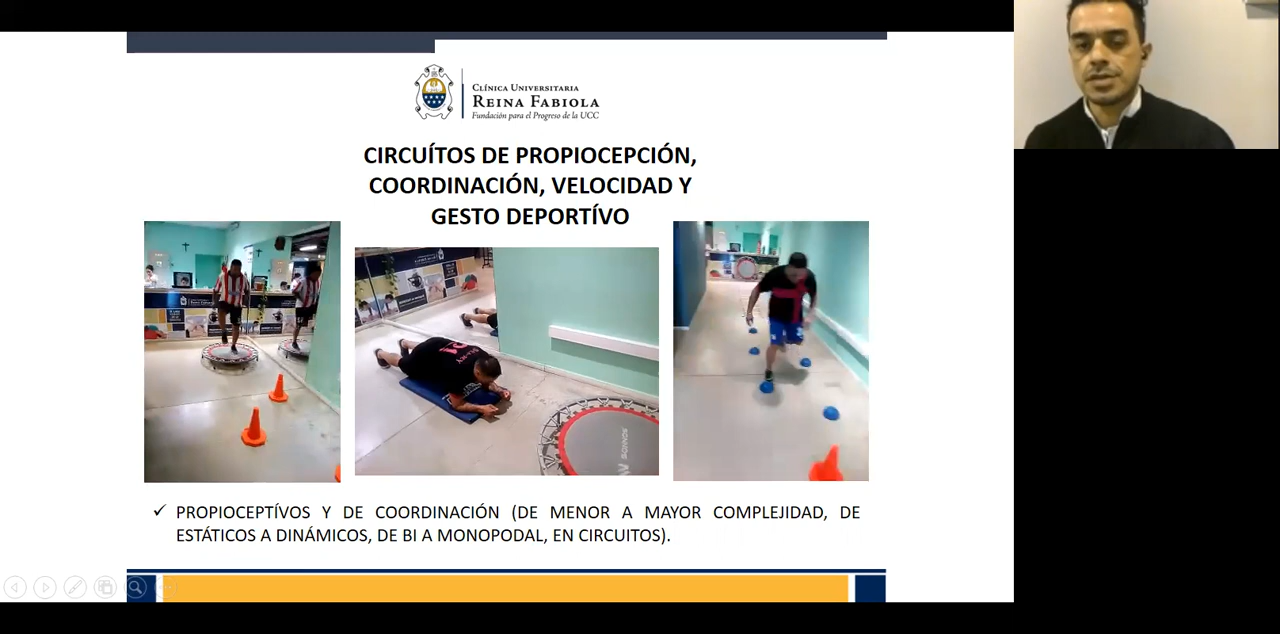 CLÍNICA UNIVERSITARIA
REINA FABIOLA
Fundación para el Progreso de la UCC
CIRCUÍTOS DE PROPIOCEPCIÓN,
COORDINACIÓN, VELOCIDAD Y
GESTO DEPORTÍVO
✓ PROPIOCEPTÍVOS Y DE COORDINACIÓN (DE MENOR A MAYOR COMPLEJIDAD, DE
ESTÁTICOS A DINÁMICOS, DE BI A MONOPODAL, EN CIRCUITOS).